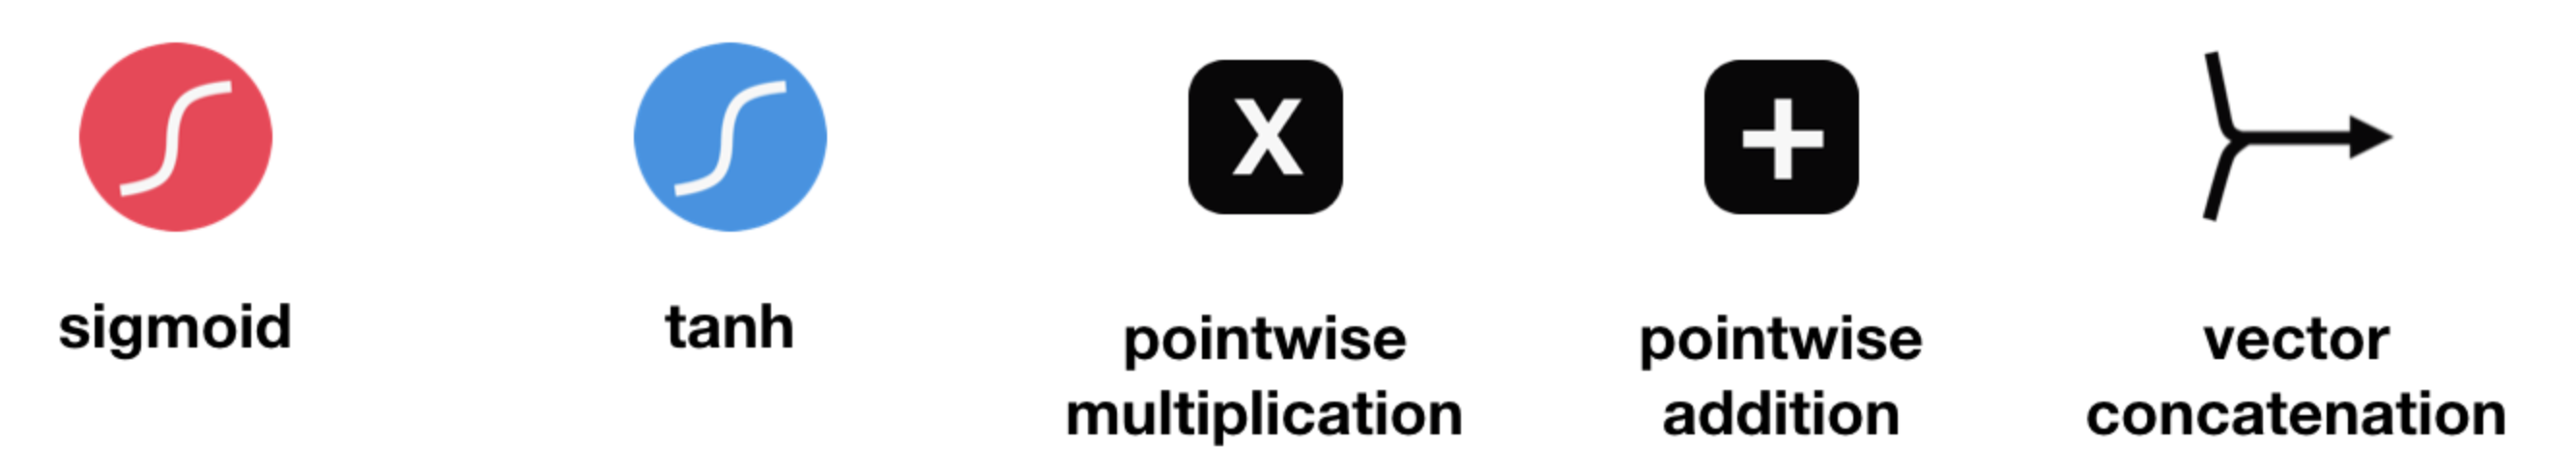 X
+
sigmoid
tanh
pointwise
multiplication
pointwise
addition
vector
concatenation